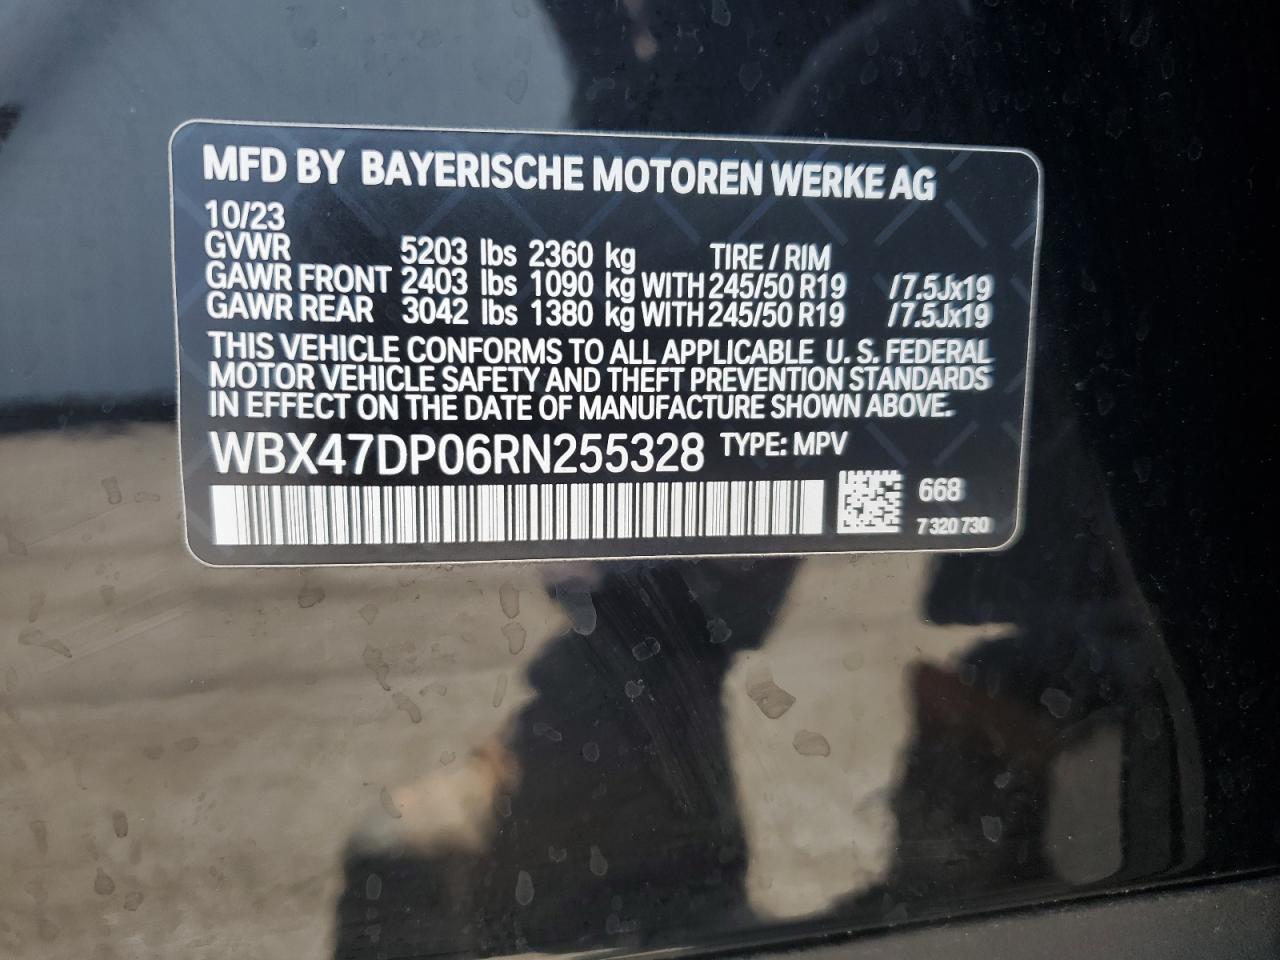 MFD BY BAYERISCHE MOTOREN WERKE AG
10/23
GVWR 5203 lbs 2360 kg TIRE / RIM
GAWR FRONT 2403 lbs 1090 kg WITH 245/50 R19 /7.5Jx19
GAWR REAR 3042 lbs 1380 kg WITH 245/50 R19 /7.5Jx19
THIS VEHICLE CONFORMS TO ALL APPLICABLE U. S. FEDERAL
MOTOR VEHICLE SAFETY AND THEFT PREVENTION STANDARDS
IN EFFECT ON THE DATE OF MANUFACTURE SHOWN ABOVE.
WBX47DP06RN255328 TYPE: MPV
668
7 320 730